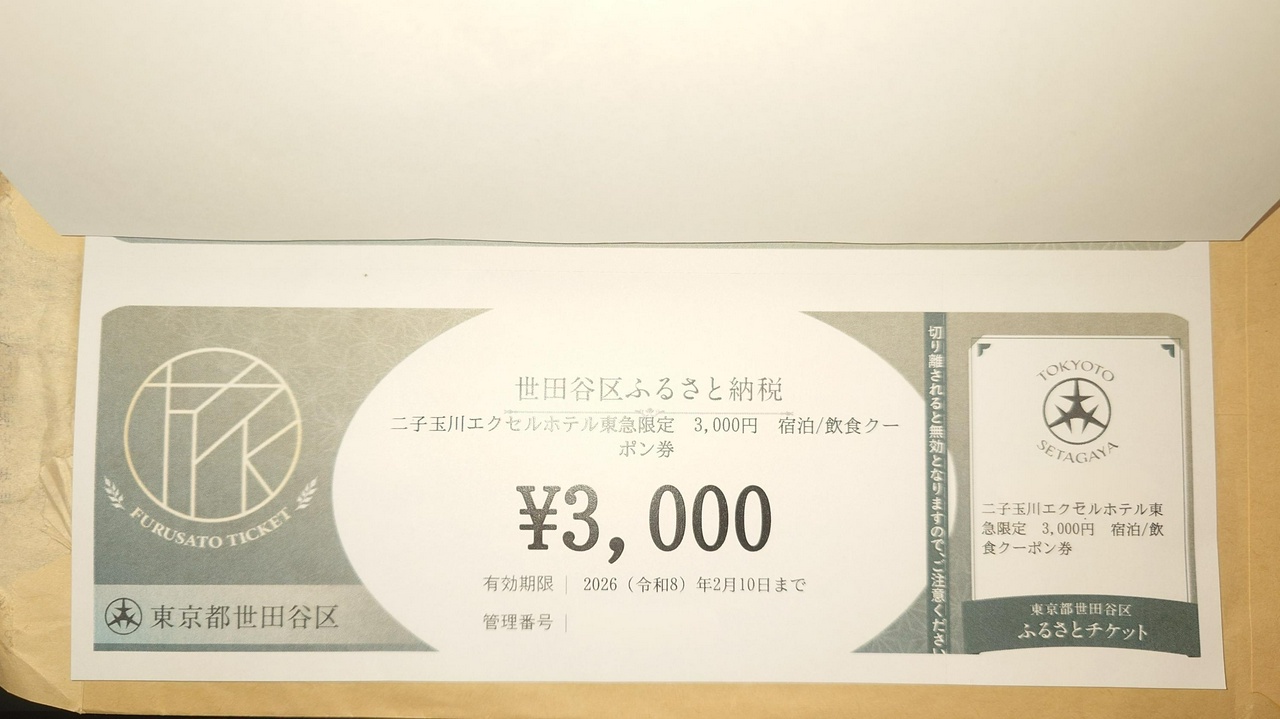 FURUSATO TICKET
東京都世田谷区
世田谷区ふるさと納税
二子玉川エクセルホテル東急限定　3,000円　宿泊/飲食クー
ポン券
¥3,000
有効期限｜ 2026（令和8）年2月10日まで
管理番号｜
切り離されると無効となりますので、ご注意ください
TOKYOTO
SETAGAYA
二子玉川エクセルホテル東
急限定　3,000円　宿泊/飲
食クーポン券
東京都世田谷区
ふるさとチケット